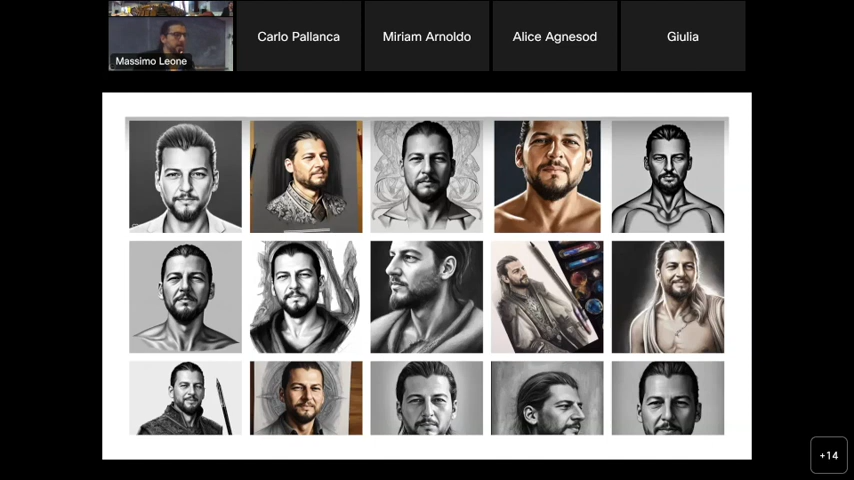 Massimo Leone
Carlo Pallanca
Miriam Arnoldo
Alice Agnesod
Giulia
+14